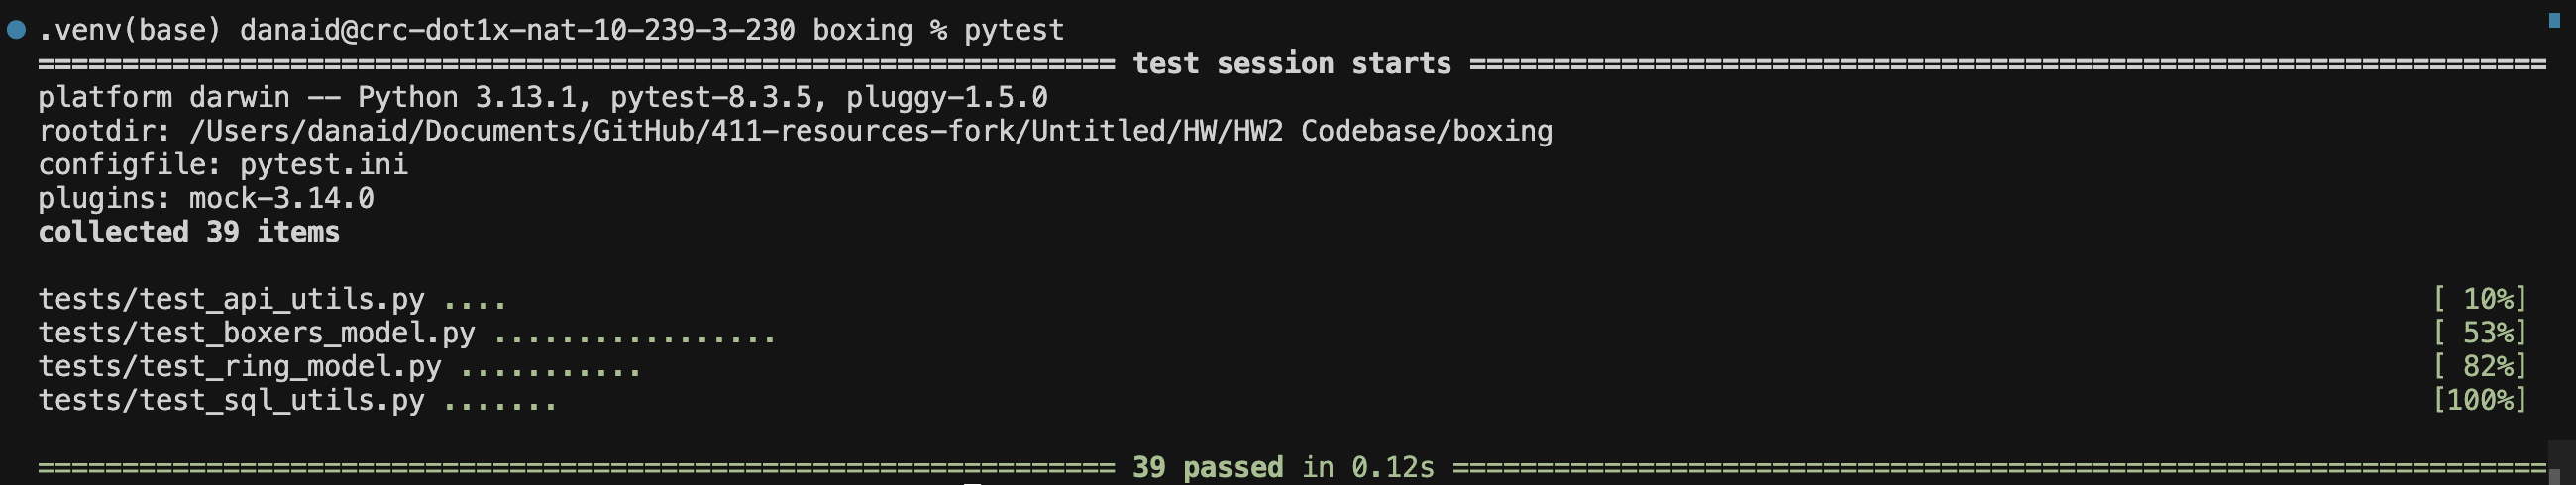 .venv(base) danaid@crc-dot1x-nat-10-239-3-230 boxing % pytest
================================================================ test session starts ================================================================
platform darwin -- Python 3.13.1, pytest-8.3.5, pluggy-1.5.0
rootdir: /Users/danaid/Documents/GitHub/411-resources-fork/Untitled/HW/HW2 Codebase/boxing
configfile: pytest.ini
plugins: mock-3.14.0
collected 39 items
tests/test_api_utils.py .... [ 10%]
tests/test_boxers_model.py ................. [ 53%]
tests/test_ring_model.py ........... [ 82%]
tests/test_sql_utils.py ....... [100%]
================================================================ 39 passed in 0.12s =================================================================